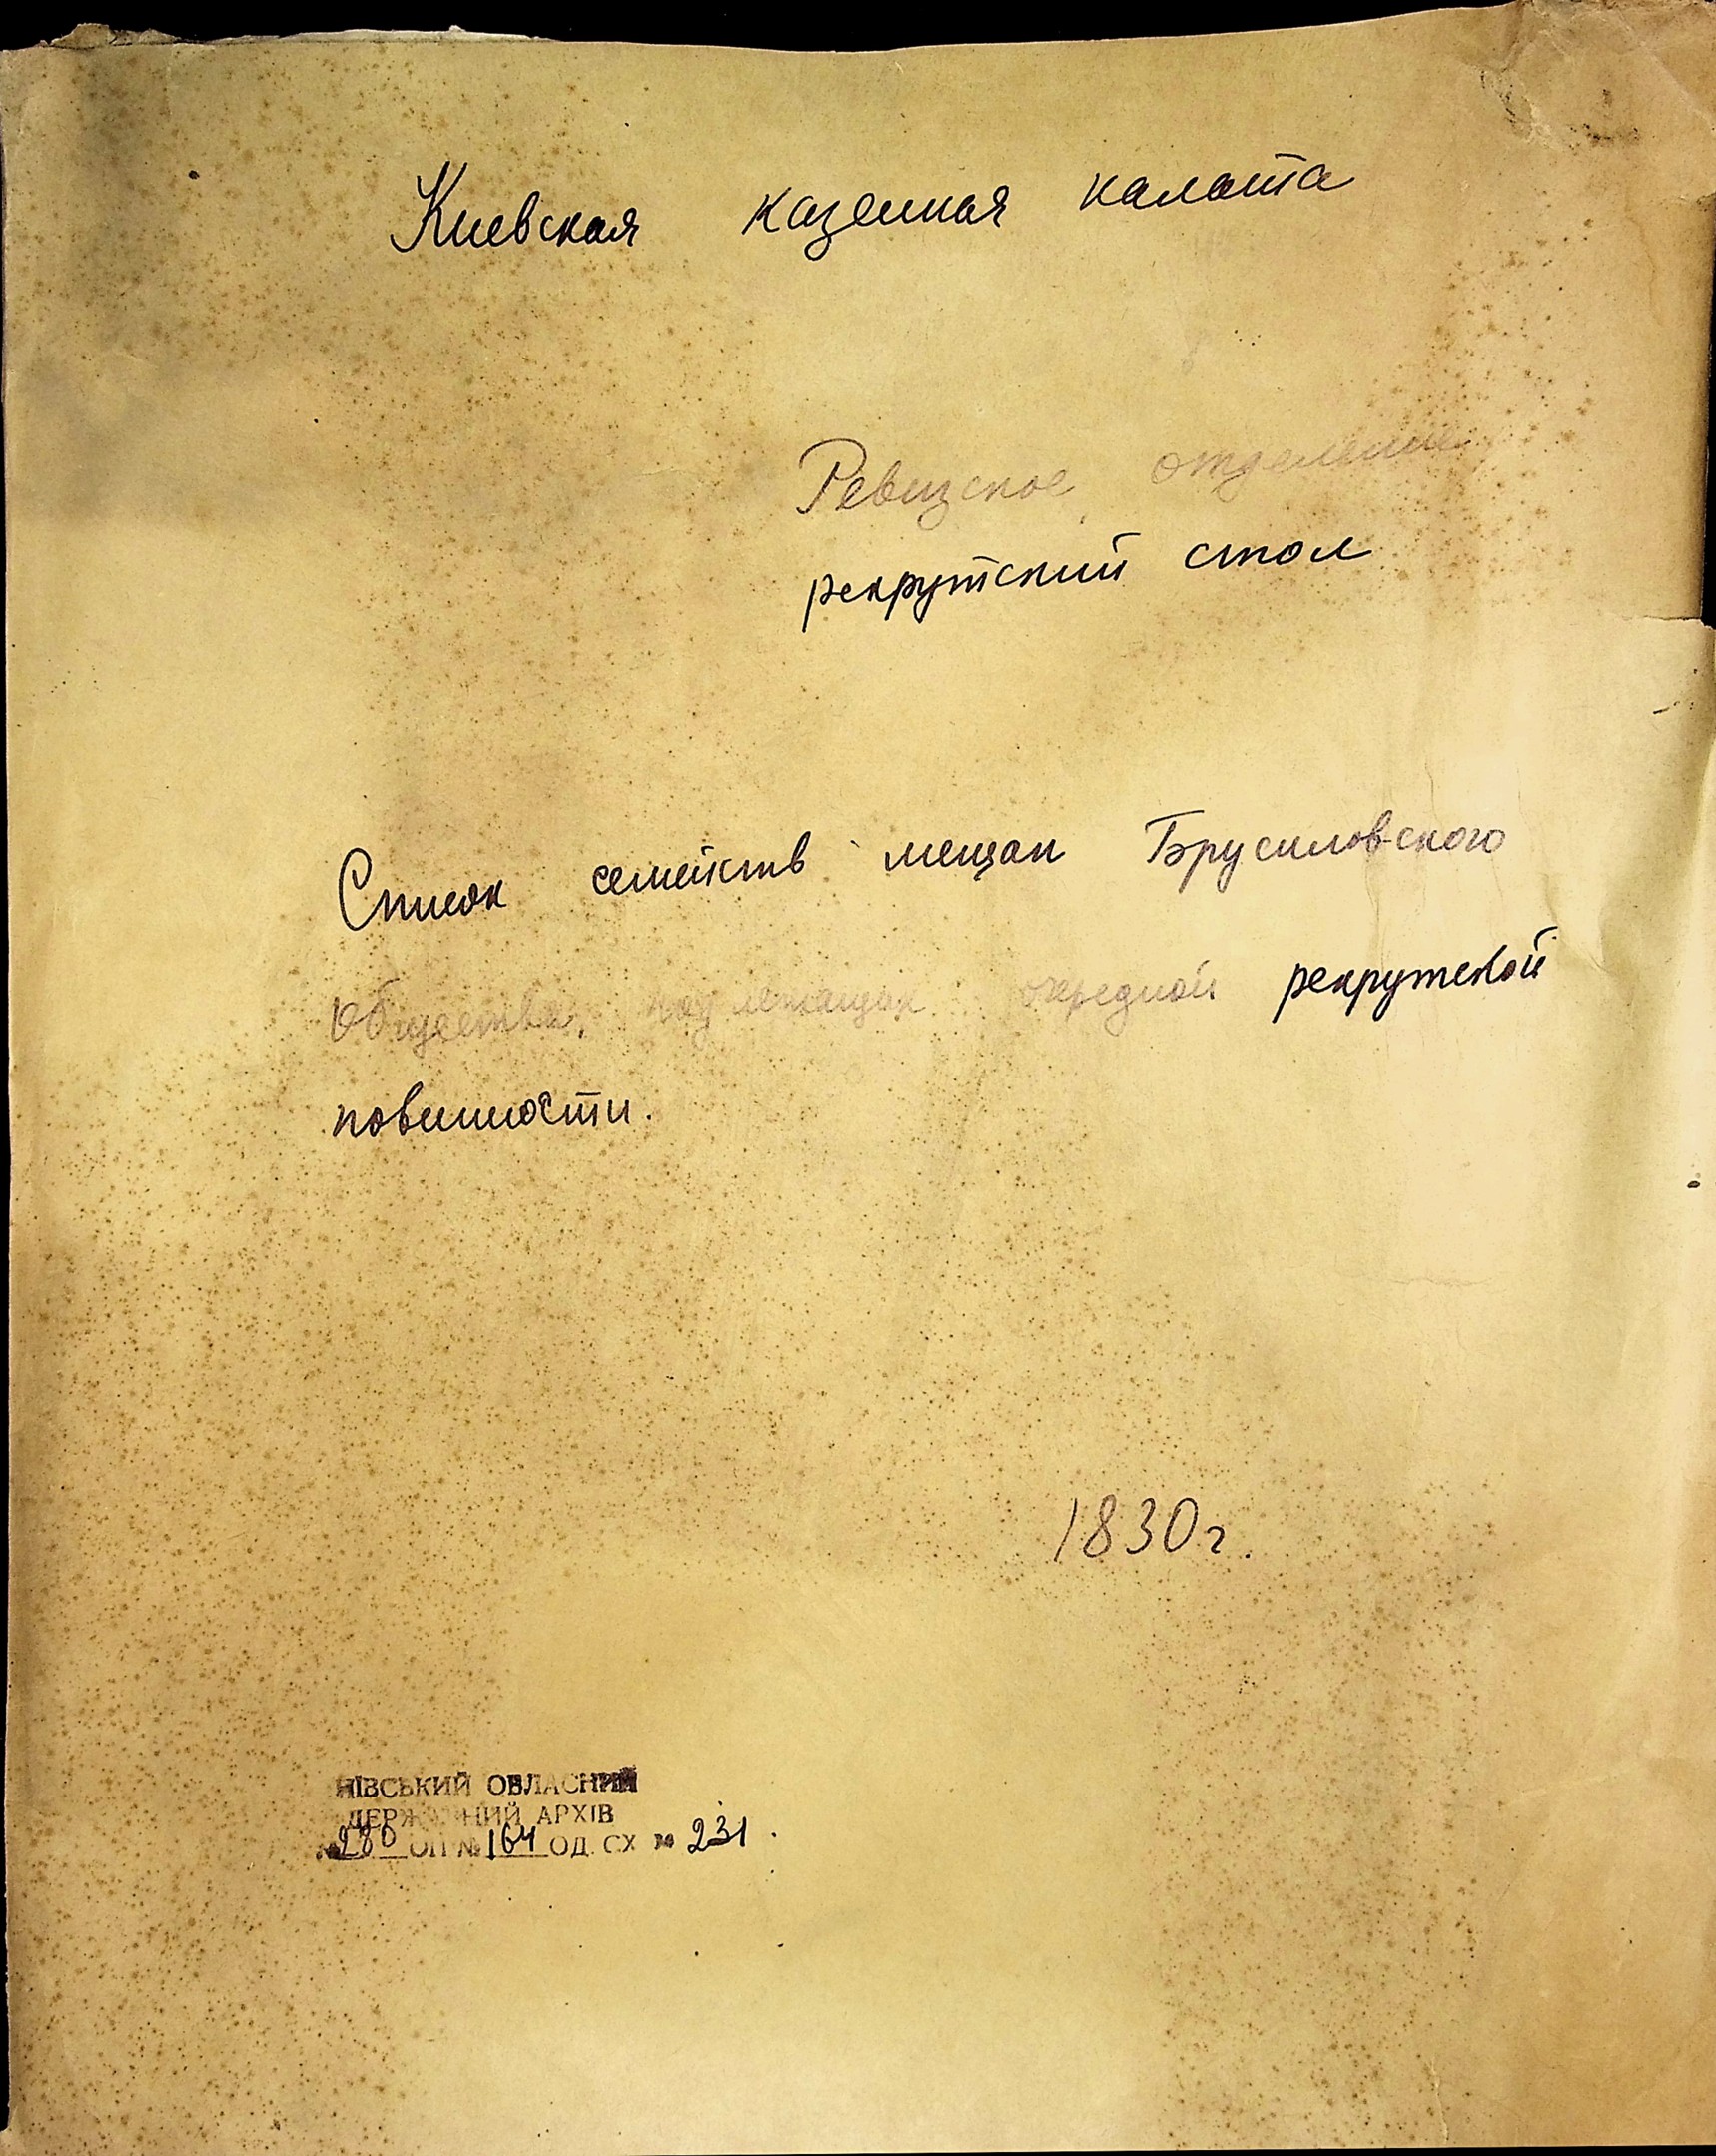 Киевская казенная палата
Ревизское отделение
рекрутский стол
Список семейств мещан Брусиловского
общества, подлежащих очередной рекрутской
повинности.
1830 г.
КИЇВСЬКИЙ ОБЛАСНИЙ
ДЕРЖАВНИЙ АРХІВ
№ 280 ОП № 164 ОД. СХ № 231.